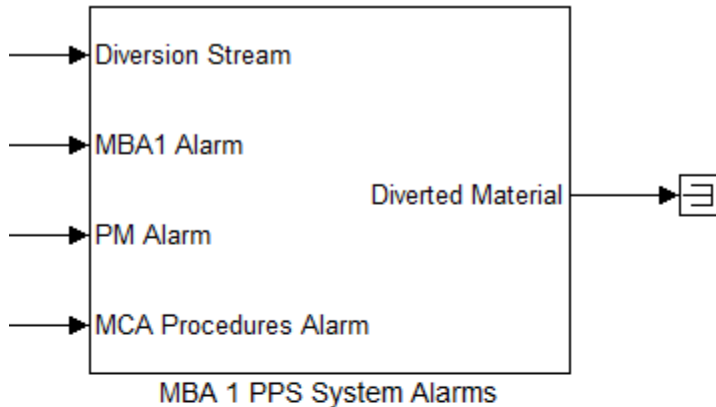 Diversion Stream
MBA1 Alarm
Diverted Material
PM Alarm
MCA Procedures Alarm
MBA 1 PPS System Alarms